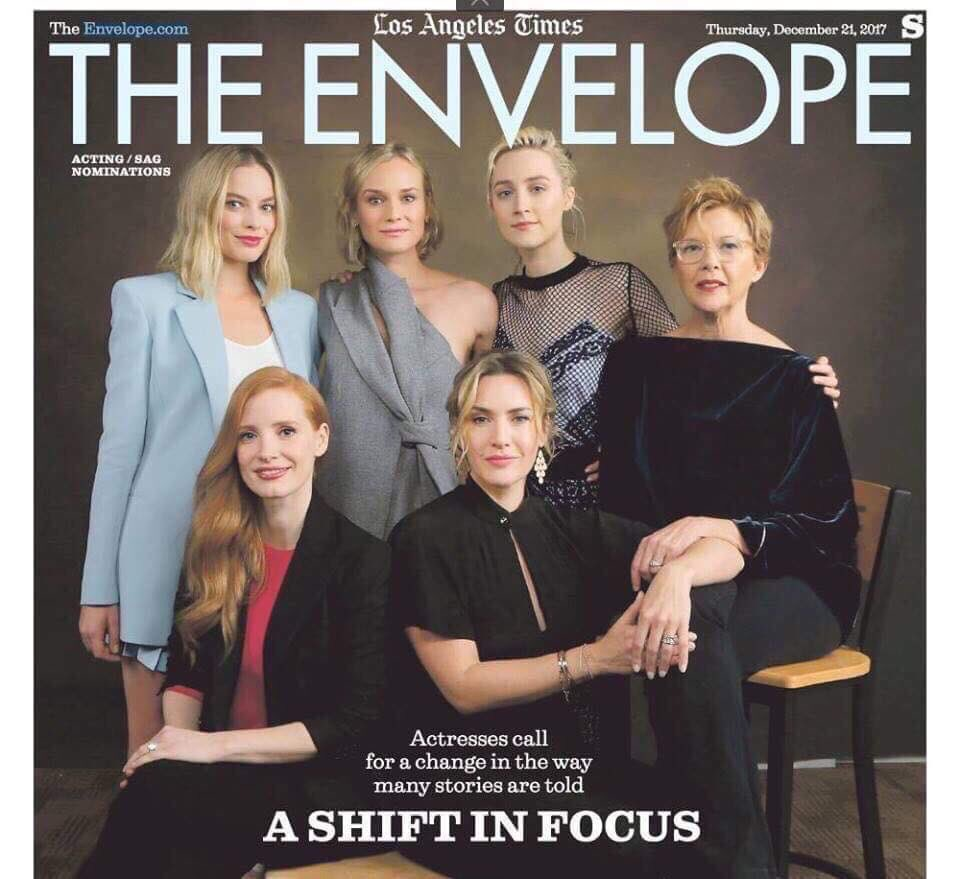 The Envelope.com
Los Angeles Times
Thursday, December 21, 2017
S
THE ENVELOPE
ACTING / SAG
NOMINATIONS
Actresses call
for a change in the way
many stories are told
A SHIFT IN FOCUS